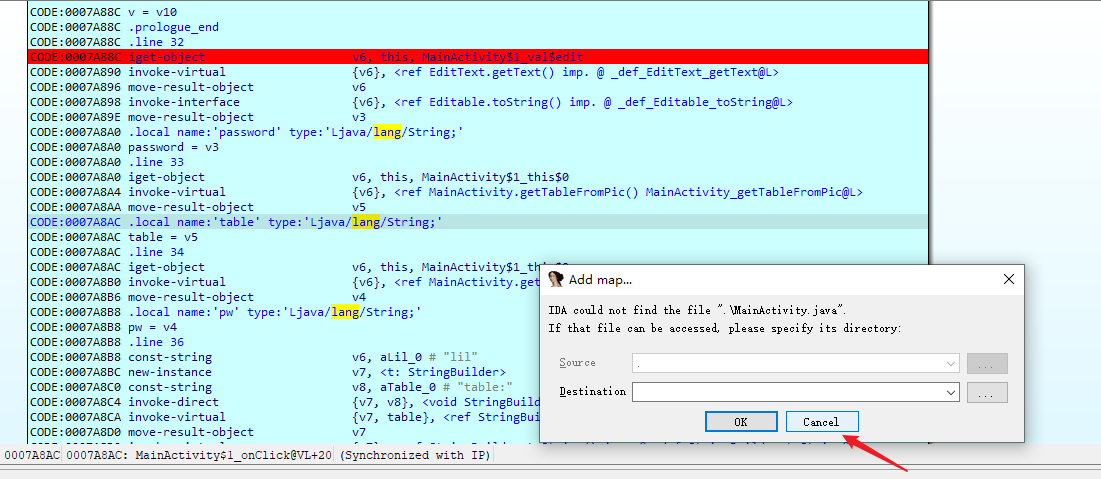 CODE:0007A88C v = v10
CODE:0007A88C .prologue_end
CODE:0007A88C .line 32
CODE:0007A88C iget-object v6, this, MainActivity$1_val$edit
CODE:0007A890 invoke-virtual {v6}, <ref EditText.getText() imp. @ _def_EditText_getText@L>
CODE:0007A896 move-result-object v6
CODE:0007A898 invoke-interface {v6}, <ref Editable.toString() imp. @ _def_Editable_toString@L>
CODE:0007A89E move-result-object v3
CODE:0007A8A0 .local name:'password' type:'Ljava/lang/String;'
CODE:0007A8A0 password = v3
CODE:0007A8A0 .line 33
CODE:0007A8A0 iget-object v6, this, MainActivity$1_this$0
CODE:0007A8A4 invoke-virtual {v6}, <ref MainActivity.getTableFromPic() MainActivity_getTableFromPic@L>
CODE:0007A8AA move-result-object v5
CODE:0007A8AC .local name:'table' type:'Ljava/lang/String;'
CODE:0007A8AC table = v5
CODE:0007A8AC .line 34
CODE:0007A8AC iget-object v6, this, MainActivity$1_th
CODE:0007A8B0 invoke-virtual {v6}, <ref MainActivity.get
CODE:0007A8B6 move-result-object v4
CODE:0007A8B8 .local name:'pw' type:'Ljava/lang/String;'
CODE:0007A8B8 pw = v4
CODE:0007A8B8 .line 36
CODE:0007A8B8 const-string v6, aLil_0 # "lil"
CODE:0007A8BC new-instance v7, <t: StringBuilder>
CODE:0007A8C0 const-string v8, aTable_0 # "table:"
CODE:0007A8C4 invoke-direct {v7, v8}, <void StringBuild
CODE:0007A8CA invoke-virtual {v7, table}, <ref StringBui
CODE:0007A8D0 move-result-object v7
Add map...
IDA could not find the file ".\MainActivity.java".
If that file can be accessed, please specify its directory:
Source . ...
Destination ...
OK Cancel
0007A8AC 0007A8AC: MainActivity$1_onClick@VL+20 (Synchronized with IP)